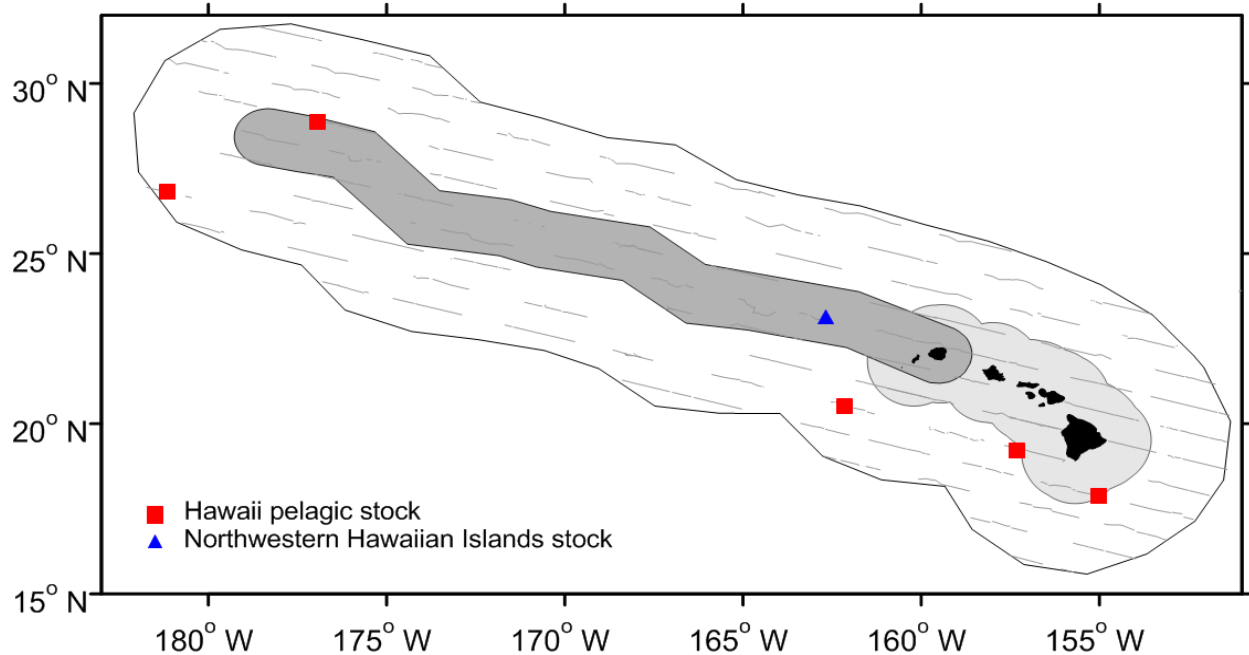 30° N
25° N
20° N
15° N
Hawaii pelagic stock
Northwestern Hawaiian Islands stock
180° W
175° W
170° W
165° W
160° W
155° W